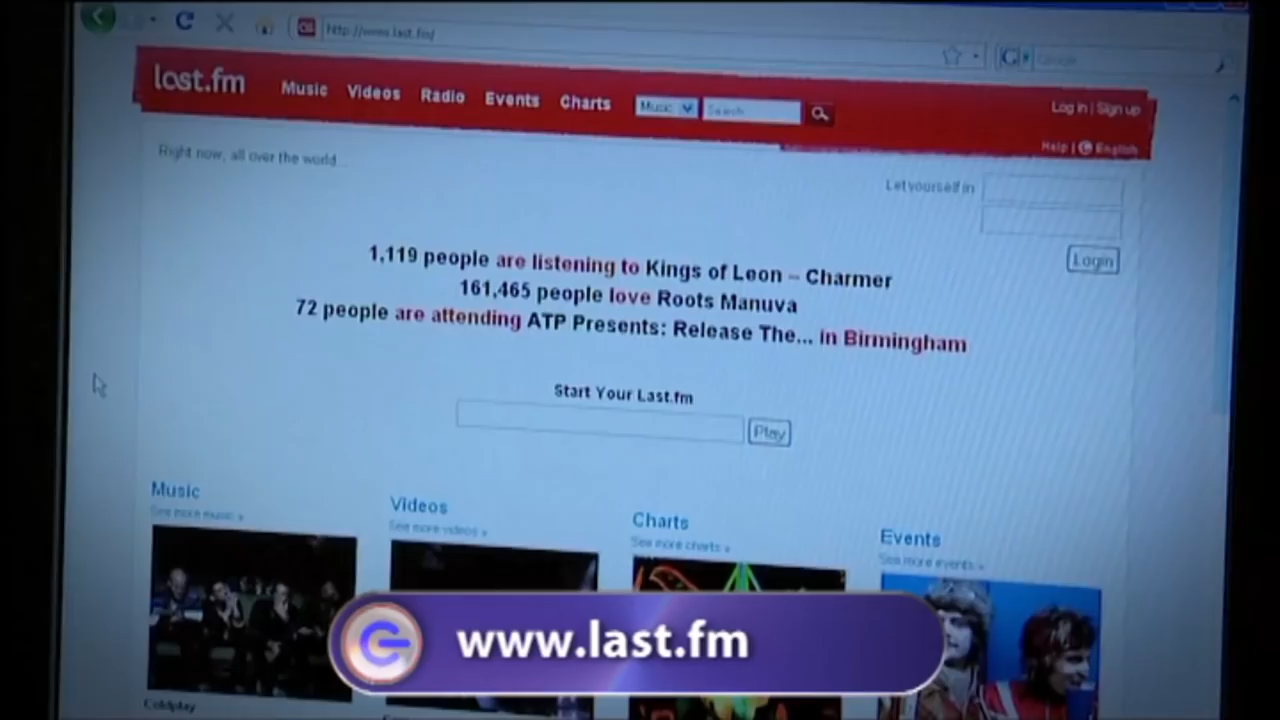 http://www.last.fm/
last.fm
Music Videos Radio Events Charts
Music
Search
Log in | Sign up
Help | English
Right now, all over the world...
Let yourself in
Login
1,119 people are listening to Kings of Leon – Charmer
161,465 people love Roots Manuva
72 people are attending ATP Presents: Release The... in Birmingham
Start Your Last.fm
Play
Music
See more music »
Videos
See more videos »
Charts
See more charts »
Events
See more events »
Coldplay
www.last.fm